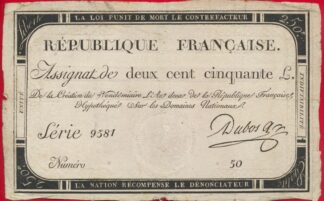 LA LOI PUNIT DE MORT LE CONTREFACTEUR
RÉPUBLIQUE FRANÇAISE.
Assignat de deux cent cinquante L.
De la Création du Vendémiaire l'An deux de la République Française,
Hypothéqué Sur les Domaines Nationaux.
Série 9581
Numéro 50
LA NATION RÉCOMPENSE LE DÉNONCIATEUR